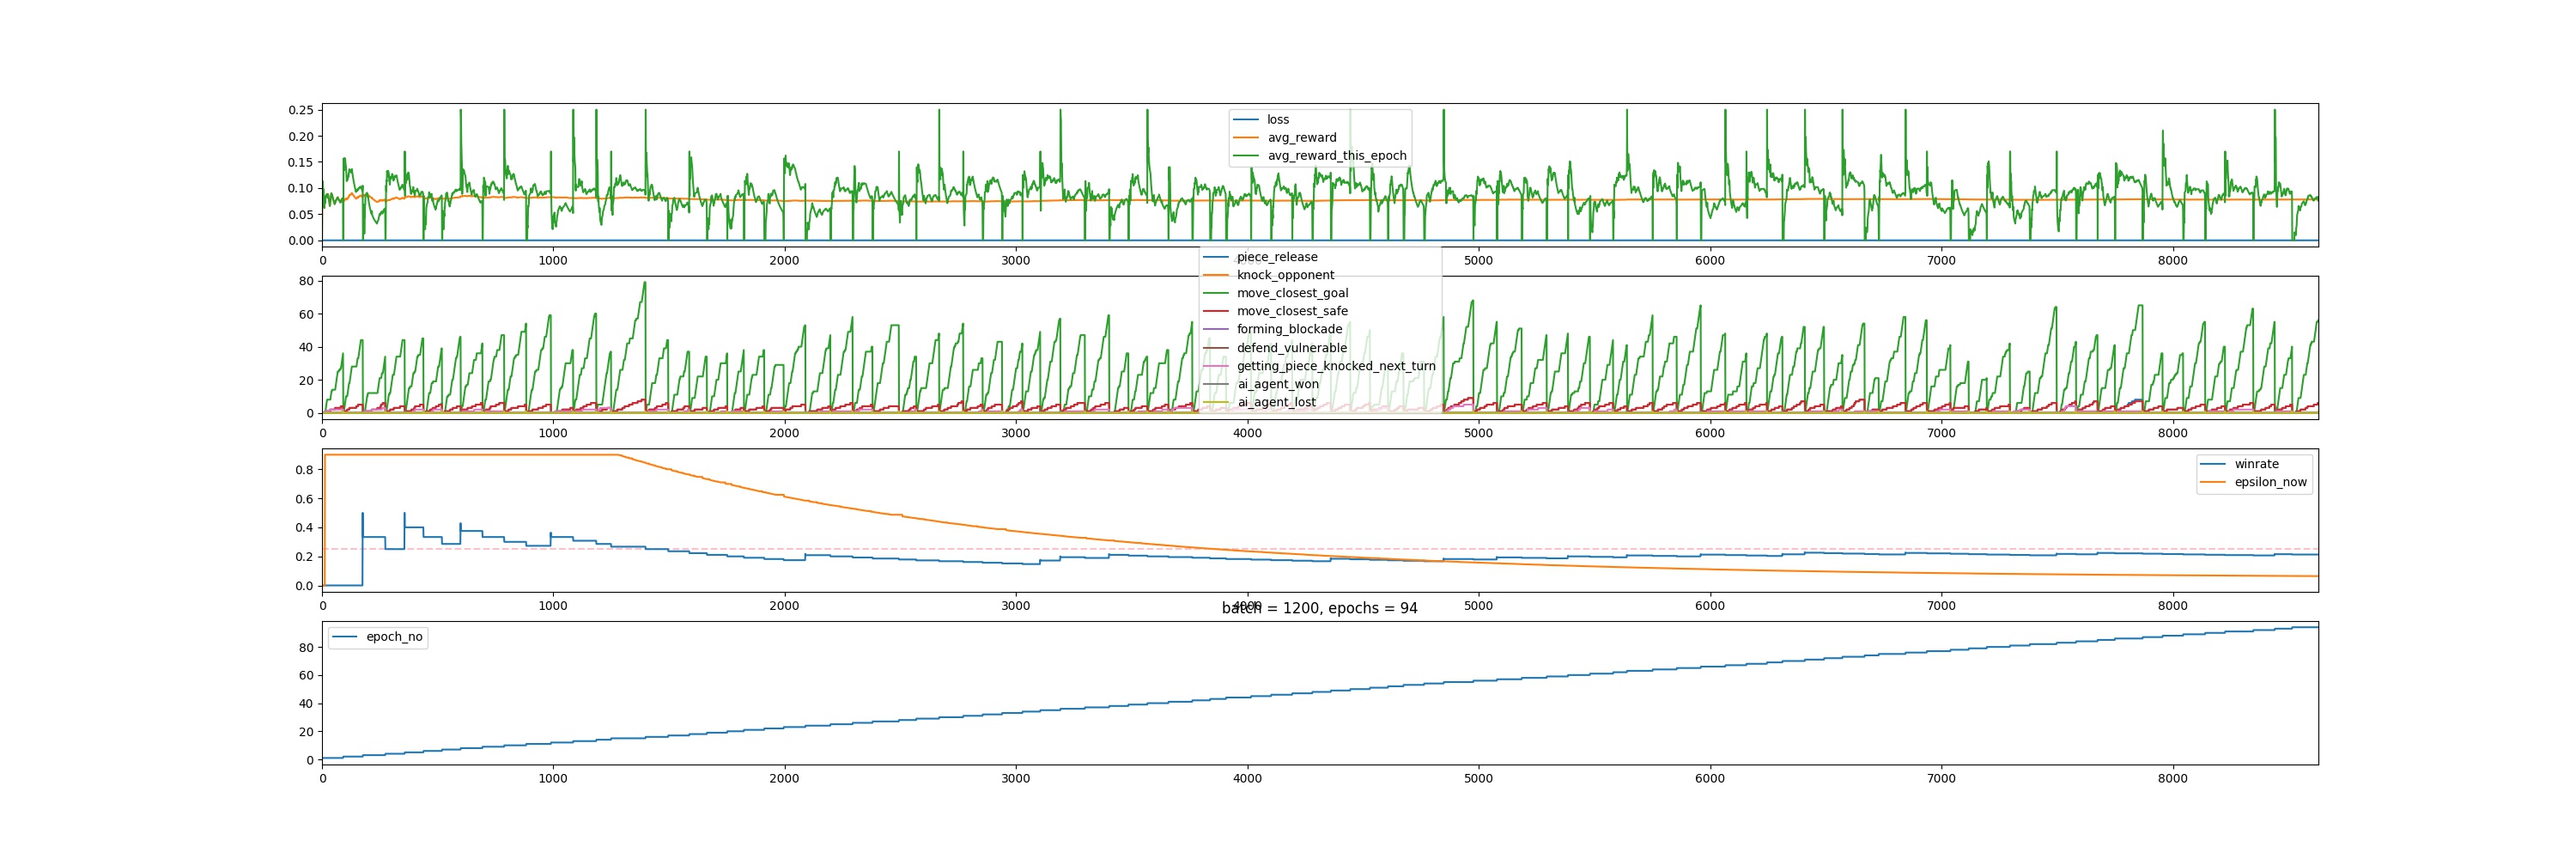 0.25
0.20
0.15
0.10
0.05
0.00
loss
avg_reward
avg_reward_this_epoch
0 1000 2000 3000 4000 5000 6000 7000 8000
80
60
40
20
0
piece_release
knock_opponent
move_closest_goal
move_closest_safe
forming_blockade
defend_vulnerable
getting_piece_knocked_next_turn
ai_agent_won
ai_agent_lost
0 1000 2000 3000 4000 5000 6000 7000 8000
0.8
0.6
0.4
0.2
0.0
winrate
epsilon_now
0 1000 2000 3000 4000 5000 6000 7000 8000
batch = 1200, epochs = 94
80
60
40
20
0
epoch_no
0 1000 2000 3000 4000 5000 6000 7000 8000